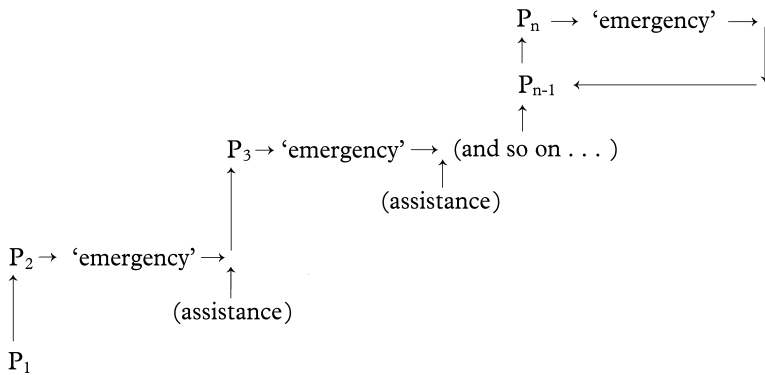 Pn → ‘emergency’ →
Pn-1 ←
P3 → ‘emergency’ → (and so on . . . )
(assistance)
P2 → ‘emergency’ →
(assistance)
P1